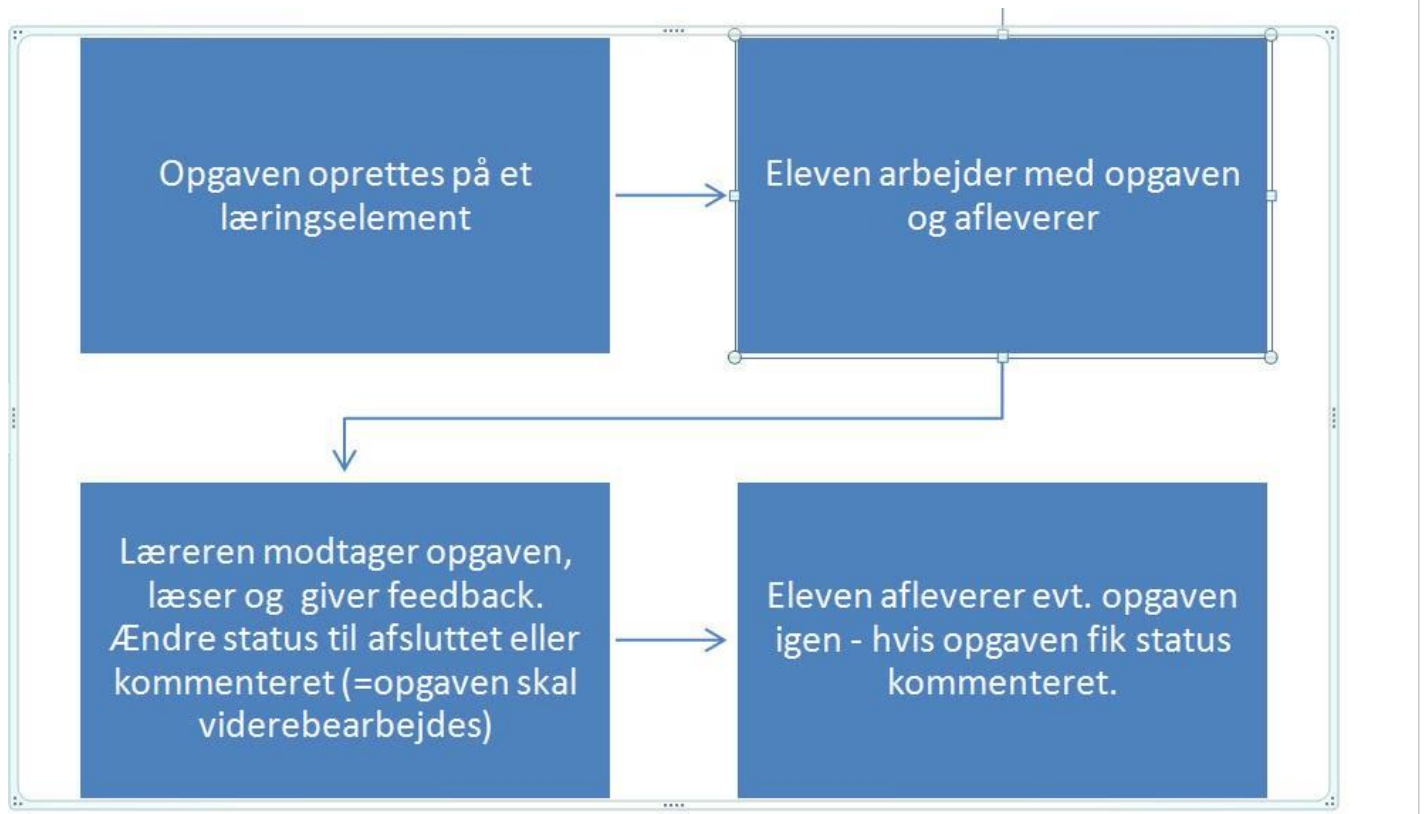 Opgaven oprettes på et
læringselement
Eleven arbejder med opgaven
og afleverer
Læreren modtager opgaven,
læser og  giver feedback.
Ændre status til afsluttet eller
kommenteret (=opgaven skal
viderebearbejdes)
Eleven afleverer evt. opgaven
igen - hvis opgaven fik status
kommenteret.